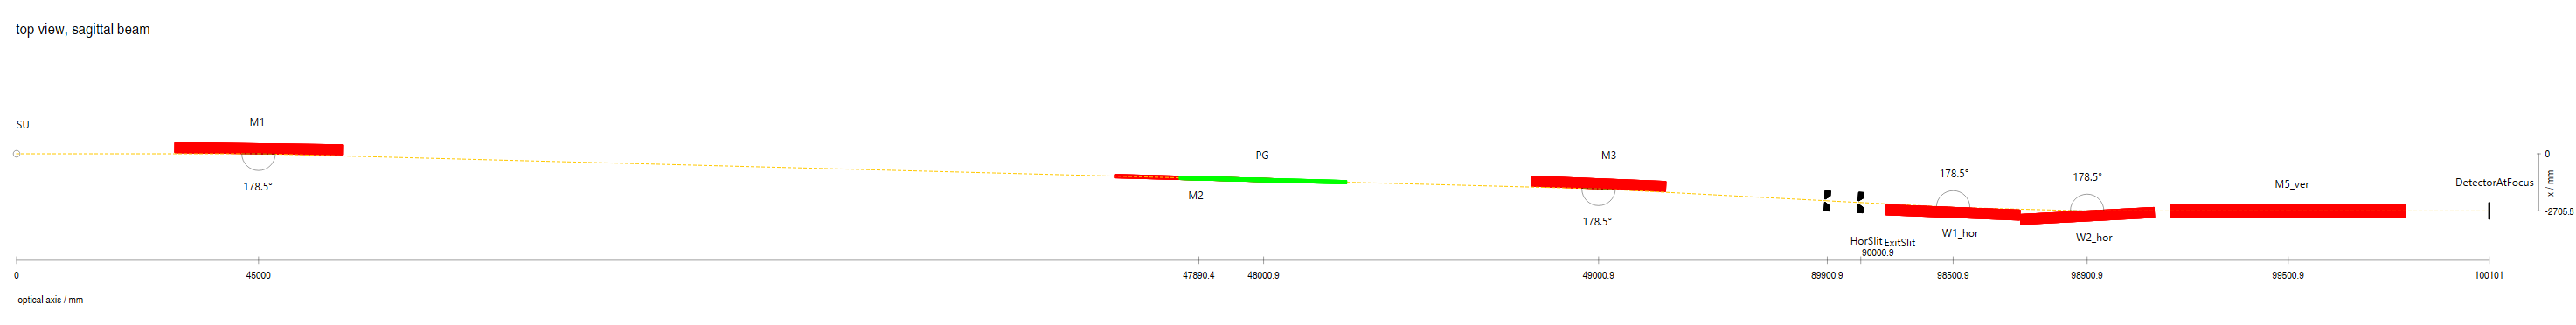 top view, sagittal beam
SU
M1
178.5°
M2
PG
M3
178.5°
HorSlit
ExitSlit
178.5°
W1_hor
178.5°
W2_hor
M5_ver
DetectorAtFocus
0
x / mm
-2705.8
0
45000
47890.4
48000.9
49000.9
89900.9
90000.9
98500.9
98900.9
99500.9
100101
optical axis / mm